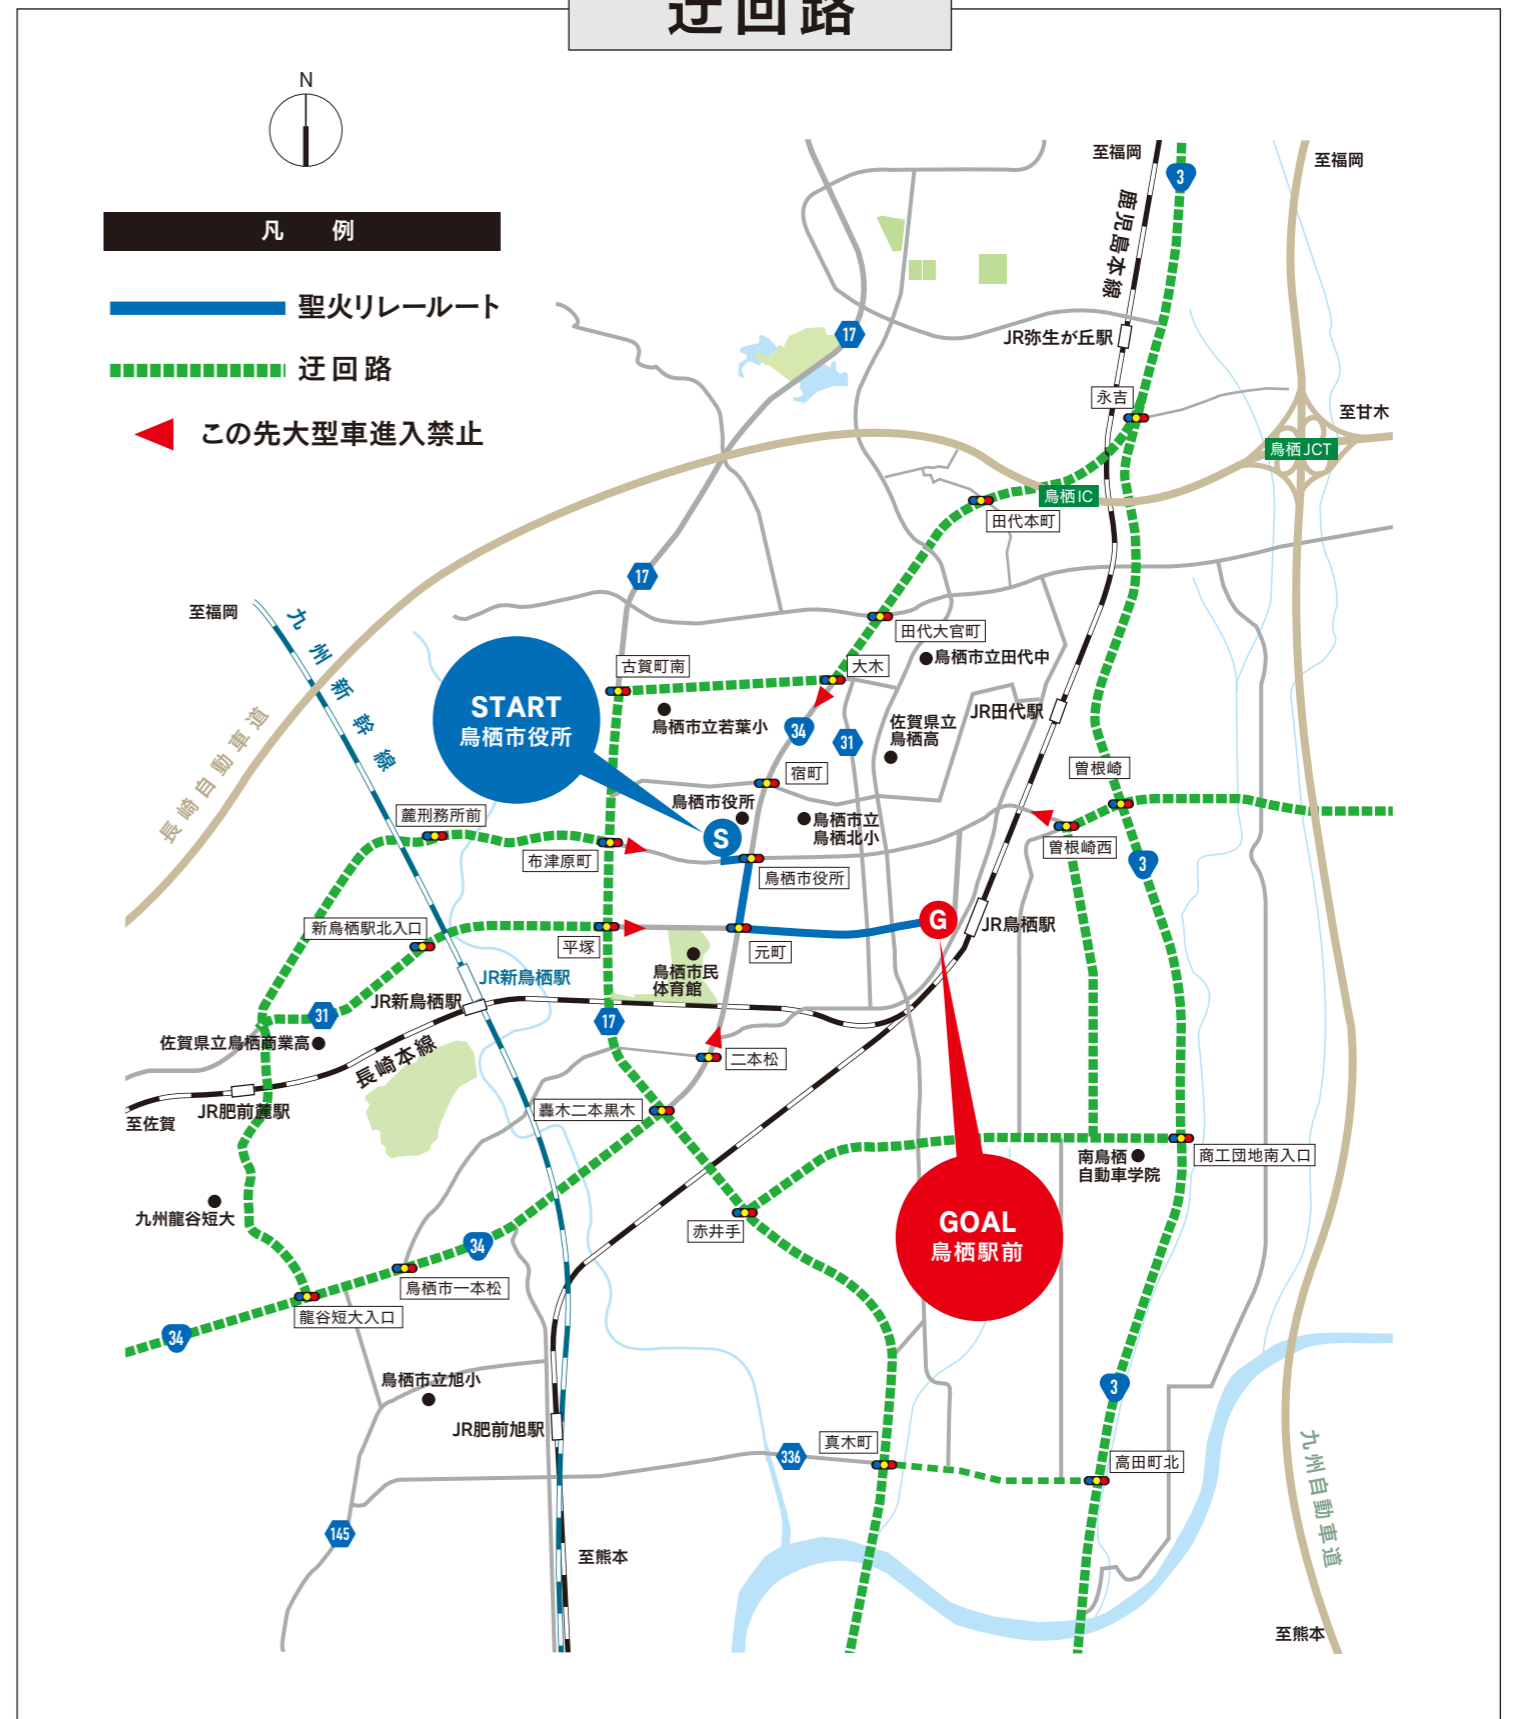 迂回路
N
凡 例
聖火リレールート
迂回路
この先大型車進入禁止
至福岡
3
至福岡
鹿児島本線
17
JR弥生が丘駅
永吉
至甘木
鳥栖JCT
鳥栖IC
田代本町
17
至福岡
九州新幹線
田代大官町
古賀町南
大木
鳥栖市立田代中
START
鳥栖市役所
鳥栖市立若葉小
34
31
佐賀県立
鳥栖高
JR田代駅
長崎自動車道
宿町
曽根崎
鳥栖市役所
麓刑務所前
S
鳥栖市立
鳥栖北小
布津原町
曽根崎西
3
鳥栖市役所
新鳥栖駅北入口
G
JR鳥栖駅
平塚
元町
鳥栖市民
体育館
JR新鳥栖駅
JR新鳥栖駅
31
17
佐賀県立鳥栖商業高
長崎本線
二本松
JR肥前麓駅
至佐賀
轟木二本黒木
南鳥栖
自動車学院
商工団地南入口
九州龍谷短大
赤井手
GOAL
鳥栖駅前
34
鳥栖市一本松
龍谷短大入口
34
鳥栖市立旭小
3
JR肥前旭駅
真木町
336
高田町北
九州自動車道
145
至熊本
至熊本